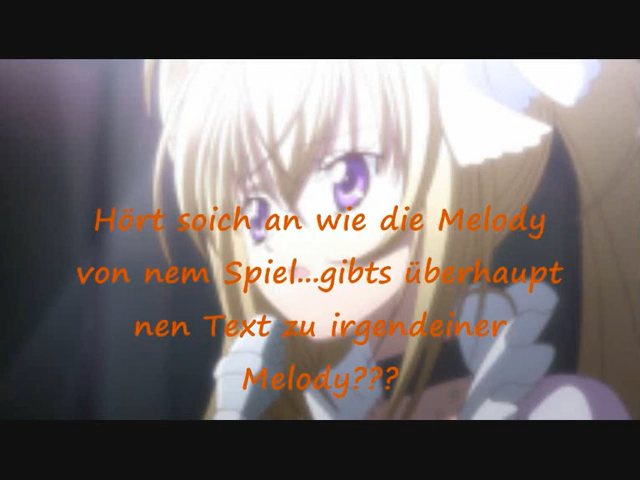 Hört soich an wie die Melody
von nem Spiel...gibts überhaupt
nen Text zu irgendeiner
Melody???